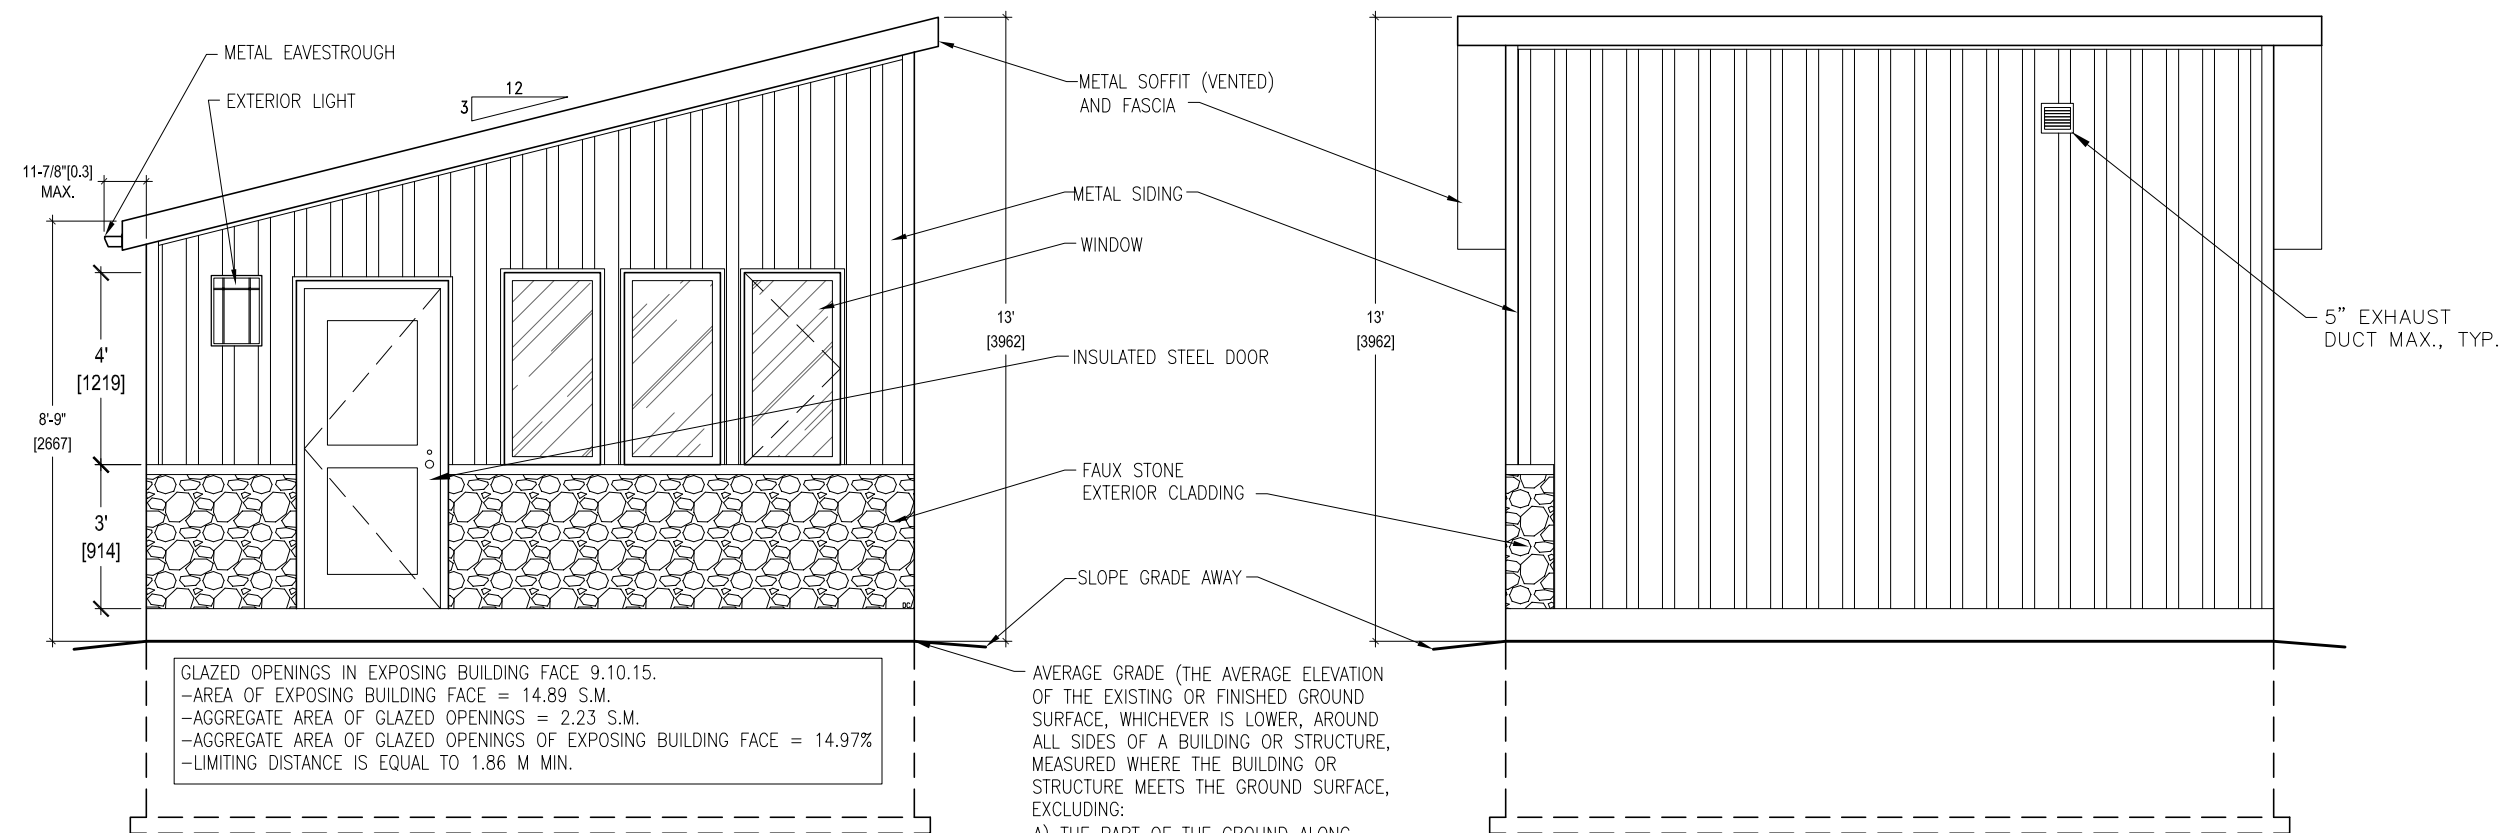 METAL EAVESTROUGH
EXTERIOR LIGHT
12
3
11-7/8"[0.3]
MAX.
4'
[1219]
8'-9"
[2667]
3'
[914]
METAL SOFFIT (VENTED)
AND FASCIA
METAL SIDING
WINDOW
13'
[3962]
INSULATED STEEL DOOR
FAUX STONE
EXTERIOR CLADDING
SLOPE GRADE AWAY
13'
[3962]
5” EXHAUST
DUCT MAX., TYP.
GLAZED OPENINGS IN EXPOSING BUILDING FACE 9.10.15.
-AREA OF EXPOSING BUILDING FACE = 14.89 S.M.
-AGGREGATE AREA OF GLAZED OPENINGS = 2.23 S.M.
-AGGREGATE AREA OF GLAZED OPENINGS OF EXPOSING BUILDING FACE = 14.97%
-LIMITING DISTANCE IS EQUAL TO 1.86 M MIN.
AVERAGE GRADE (THE AVERAGE ELEVATION
OF THE EXISTING OR FINISHED GROUND
SURFACE, WHICHEVER IS LOWER, AROUND
ALL SIDES OF A BUILDING OR STRUCTURE,
MEASURED WHERE THE BUILDING OR
STRUCTURE MEETS THE GROUND SURFACE,
EXCLUDING:
A) THE PART OF THE GROUND ALONG